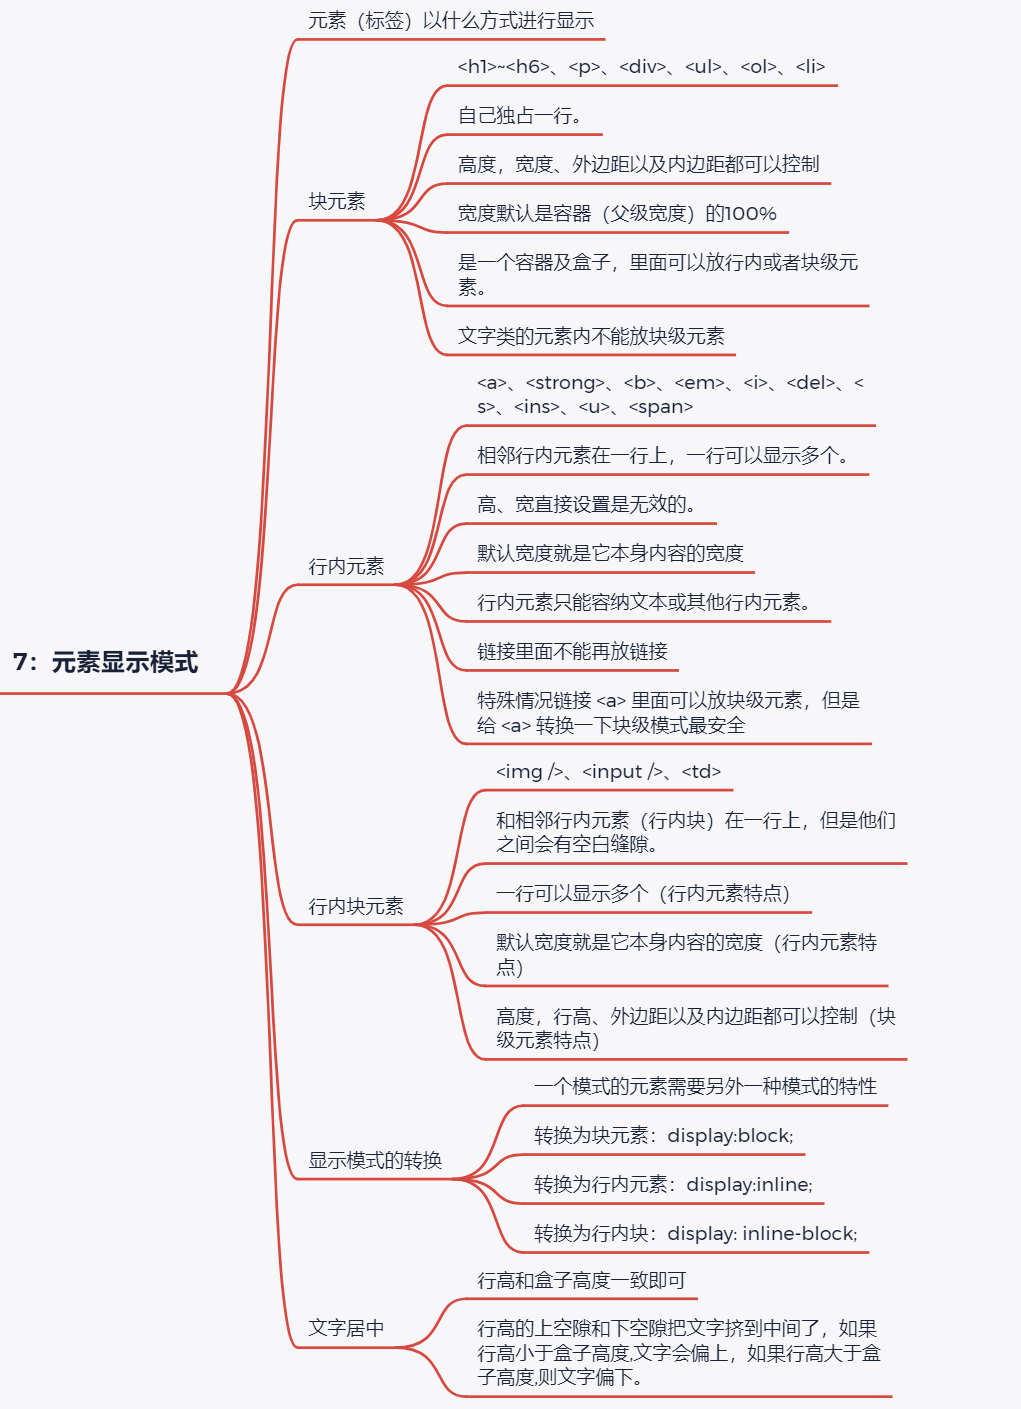 元素（标签）以什么方式进行显示
<h1>~<h6>、<p>、<div>、<ul>、<ol>、<li>
自己独占一行。
高度，宽度、外边距以及内边距都可以控制
块元素
宽度默认是容器（父级宽度）的100%
是一个容器及盒子，里面可以放行内或者块级元
素。
文字类的元素内不能放块级元素
<a>、<strong>、<b>、<em>、<i>、<del>、<
s>、<ins>、<u>、<span>
相邻行内元素在一行上，一行可以显示多个。
高、宽直接设置是无效的。
行内元素
默认宽度就是它本身内容的宽度
行内元素只能容纳文本或其他行内元素。
链接里面不能再放链接
7：元素显示模式
特殊情况链接 <a> 里面可以放块级元素，但是
给 <a> 转换一下块级模式最安全
<img />、<input />、<td>
和相邻行内元素（行内块）在一行上，但是他们
之间会有空白缝隙。
一行可以显示多个（行内元素特点）
行内块元素
默认宽度就是它本身内容的宽度（行内元素特
点）
高度，行高、外边距以及内边距都可以控制（块
级元素特点）
一个模式的元素需要另外一种模式的特性
转换为块元素：display:block;
显示模式的转换
转换为行内元素：display:inline;
转换为行内块：display: inline-block;
行高和盒子高度一致即可
文字居中
行高的上空隙和下空隙把文字挤到中间了，如果
行高小于盒子高度,文字会偏上，如果行高大于盒
子高度,则文字偏下。